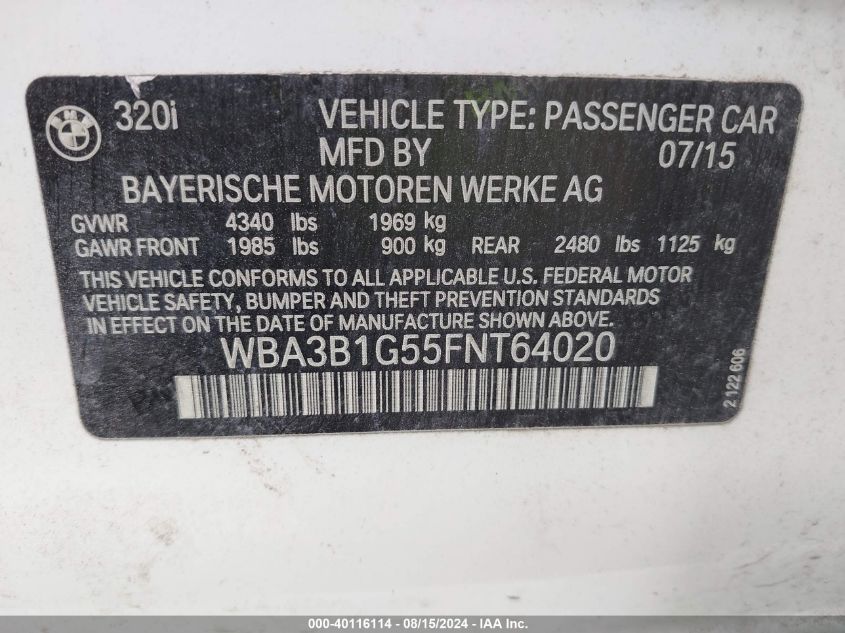 BMW 320i VEHICLE TYPE: PASSENGER CAR
MFD BY 07/15
BAYERISCHE MOTOREN WERKE AG
GVWR 4340 lbs 1969 kg
GAWR FRONT 1985 lbs 900 kg REAR 2480 lbs 1125 kg
THIS VEHICLE CONFORMS TO ALL APPLICABLE U.S. FEDERAL MOTOR
VEHICLE SAFETY, BUMPER AND THEFT PREVENTION STANDARDS
IN EFFECT ON THE DATE OF MANUFACTURE SHOWN ABOVE.
WBA3B1G55FNT64020
2 122 606
000-40116114 - 08/15/2024 - IAA Inc.